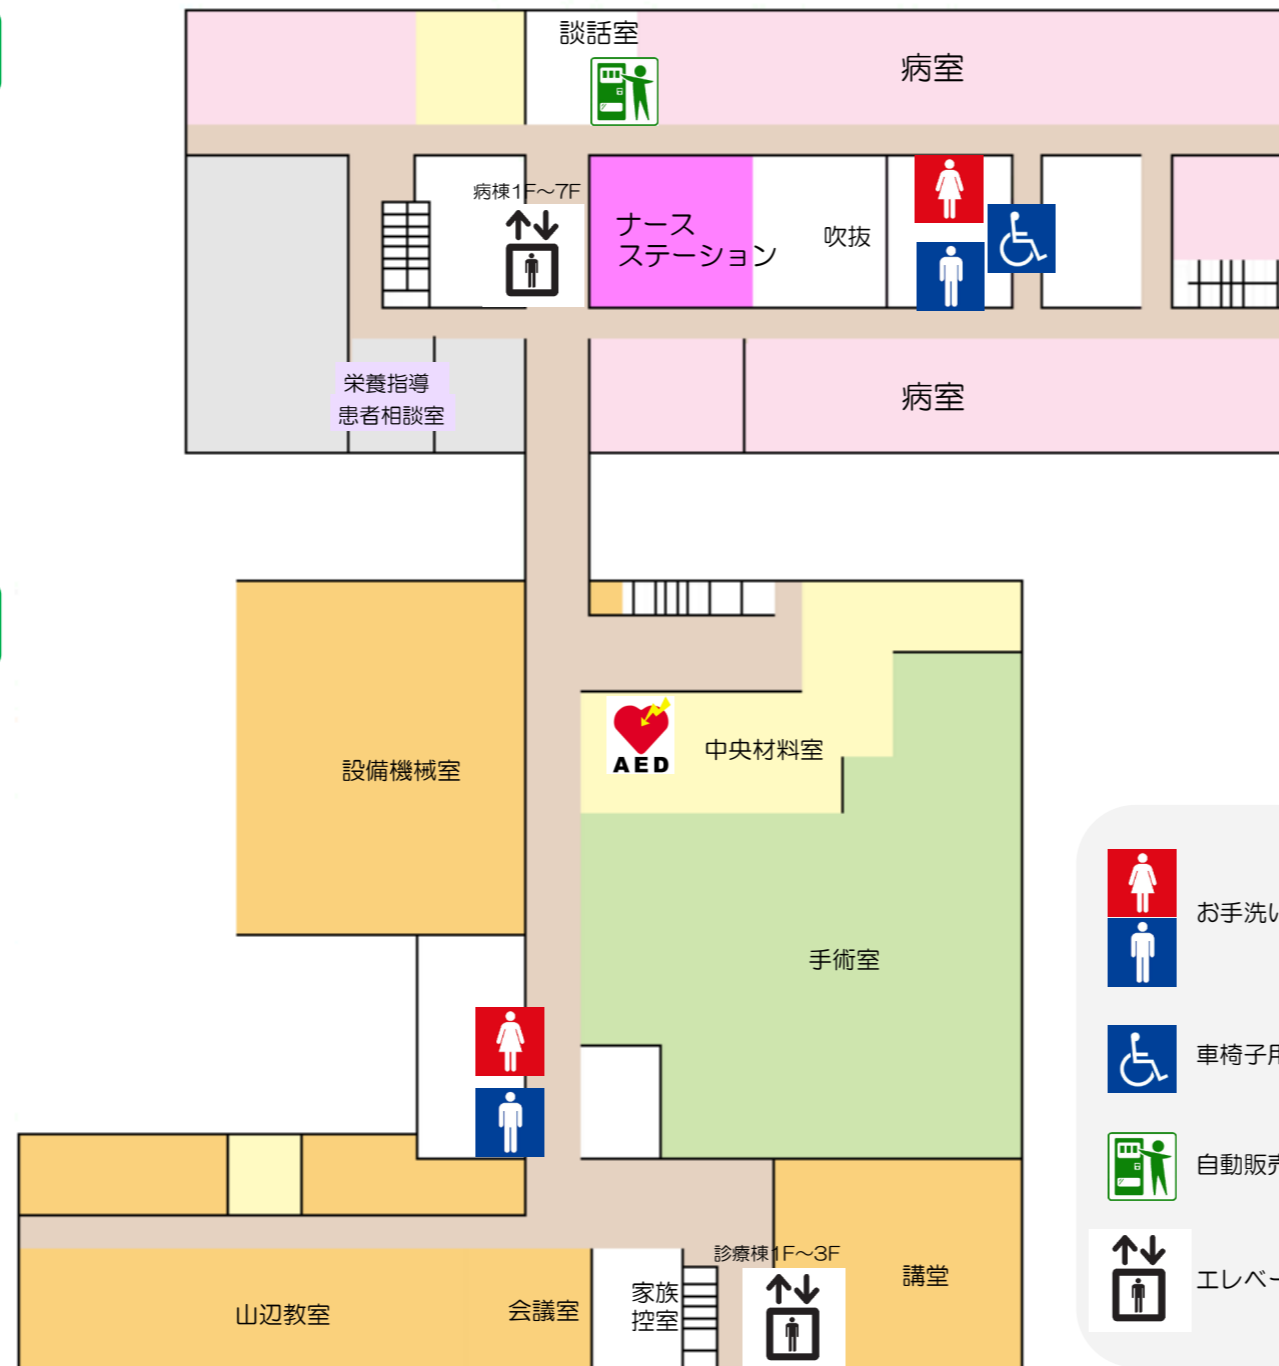 談話室
病室
病棟1F～7F
ナース
ステーション
吹抜
栄養指導
患者相談室
病室
設備機械室
AED
中央材料室
手術室
お手洗い
車椅子用
自動販売
エレベー
診療棟1F～3F
山辺教室
会議室
家族
控室
講堂